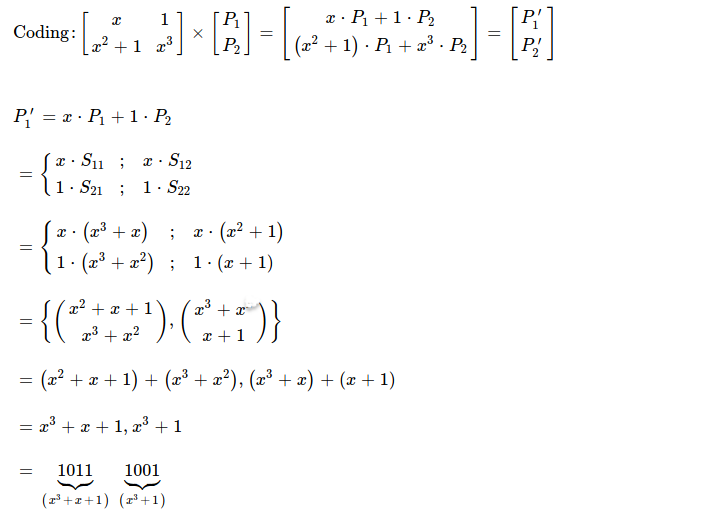 Coding: [x 1; x² + 1 x³] × [P₁; P₂] = [x · P₁ + 1 · P₂; (x² + 1) · P₁ + x³ · P₂] = [P₁′; P₂′]
P₁′ = x · P₁ + 1 · P₂
= { x · S₁₁ ; x · S₁₂
1 · S₂₁ ; 1 · S₂₂
= { x · (x³ + x) ; x · (x² + 1)
1 · (x³ + x²) ; 1 · (x + 1)
= {(x² + x + 1; x³ + x²), (x³ + x; x + 1)}
= (x² + x + 1) + (x³ + x²), (x³ + x) + (x + 1)
= x³ + x + 1, x³ + 1
= 1011 1001
(x³+x+1) (x³+1)